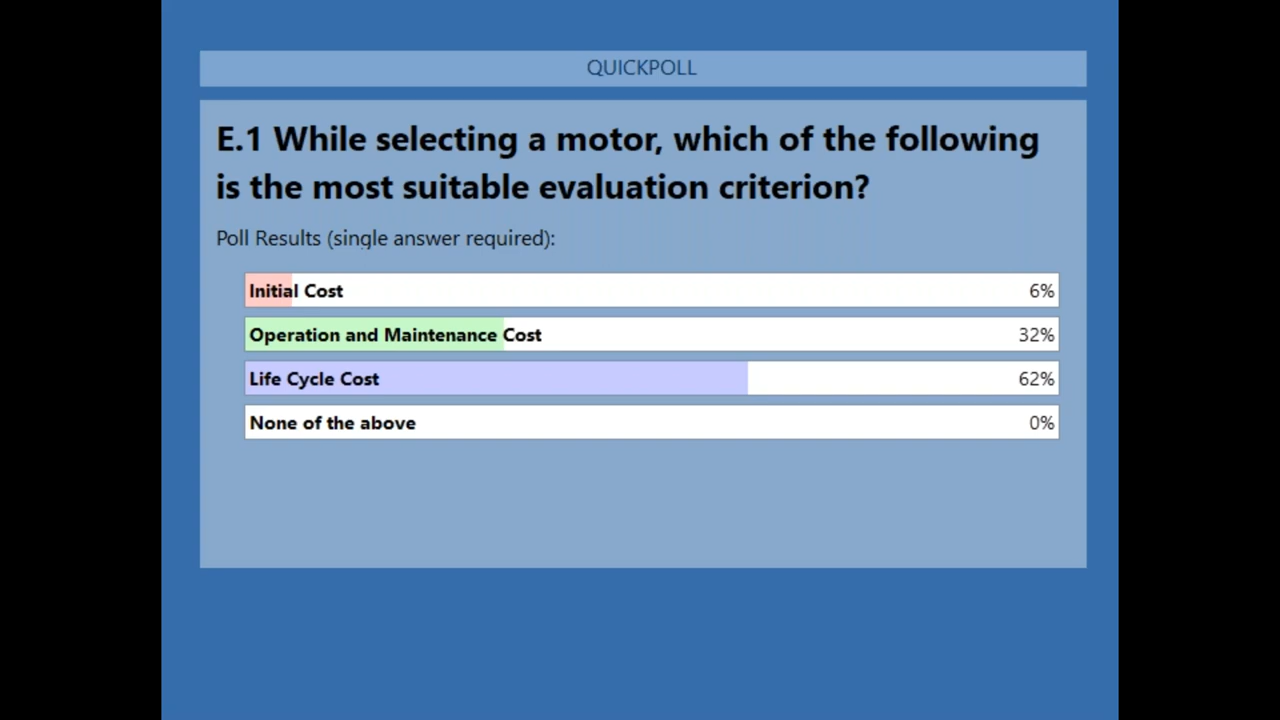 QUICKPOLL
E.1 While selecting a motor, which of the following
is the most suitable evaluation criterion?
Poll Results (single answer required):
Initial Cost 6%
Operation and Maintenance Cost 32%
Life Cycle Cost 62%
None of the above 0%